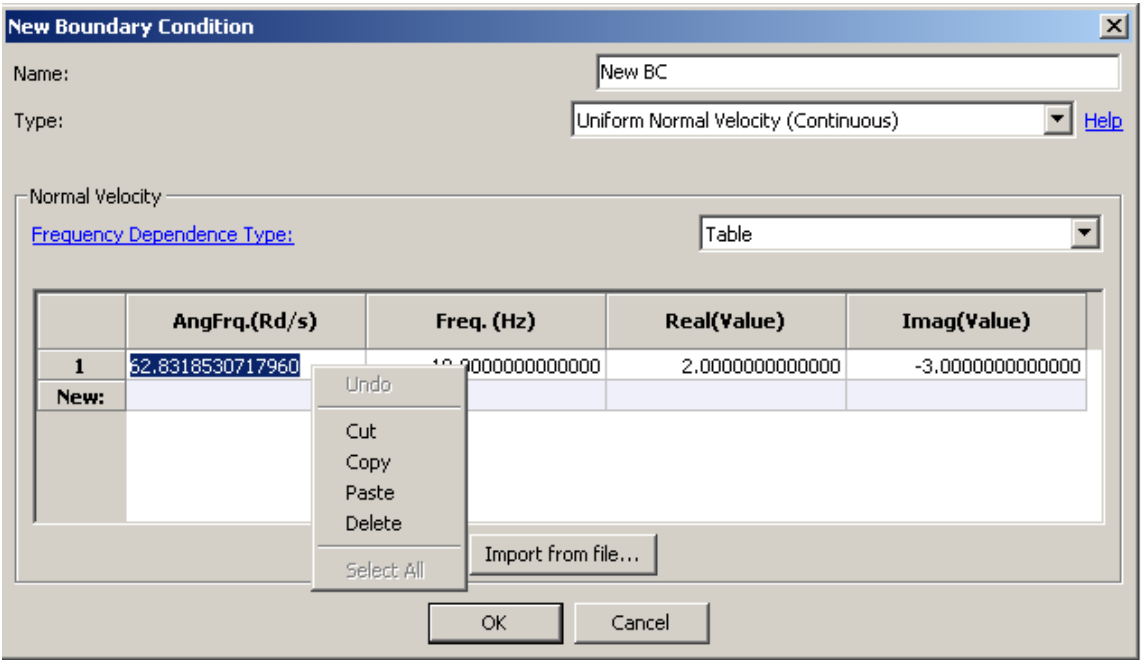 New Boundary Condition
Name: New BC
Type: Uniform Normal Velocity (Continuous) Help
Normal Velocity
Frequency Dependence Type: Table
AngFrq.(Rd/s) Freq. (Hz) Real(Value) Imag(Value)
1 62.8318530717960 10.0000000000000 2.0000000000000 -3.0000000000000
New:
Undo
Cut
Copy
Paste
Delete
Select All
Import from file...
OK Cancel